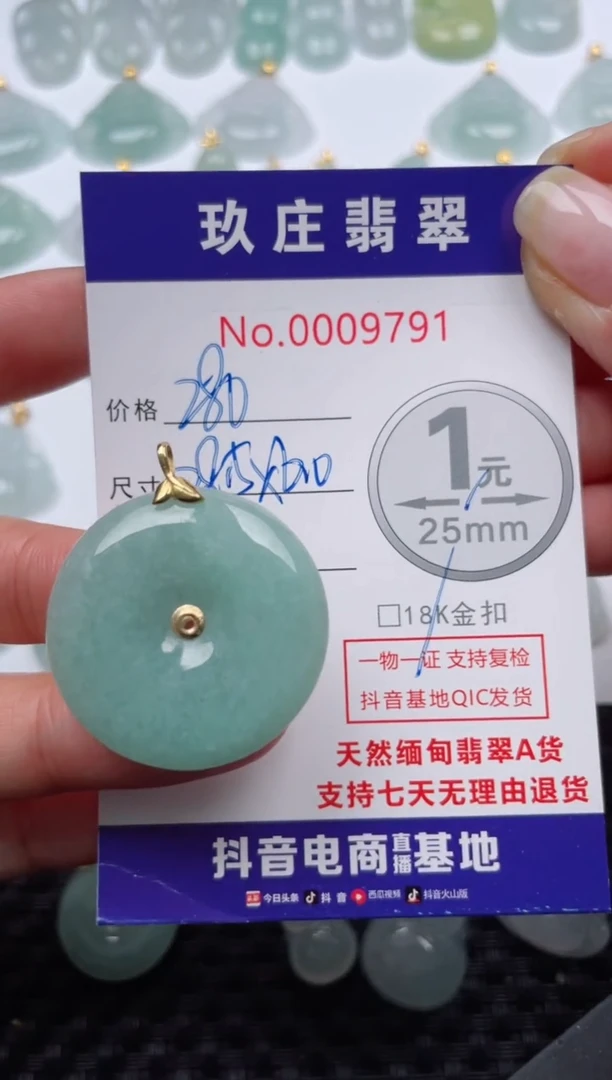 玖庄翡翠
No.0009791
价格 280
尺寸
1元
25mm
□18K金扣
一物一证 支持复检
抖音基地QIC发货
天然缅甸翡翠A货
支持七天无理由退货
抖音电商直播基地
今日头条 抖音 西瓜视频 抖音火山版